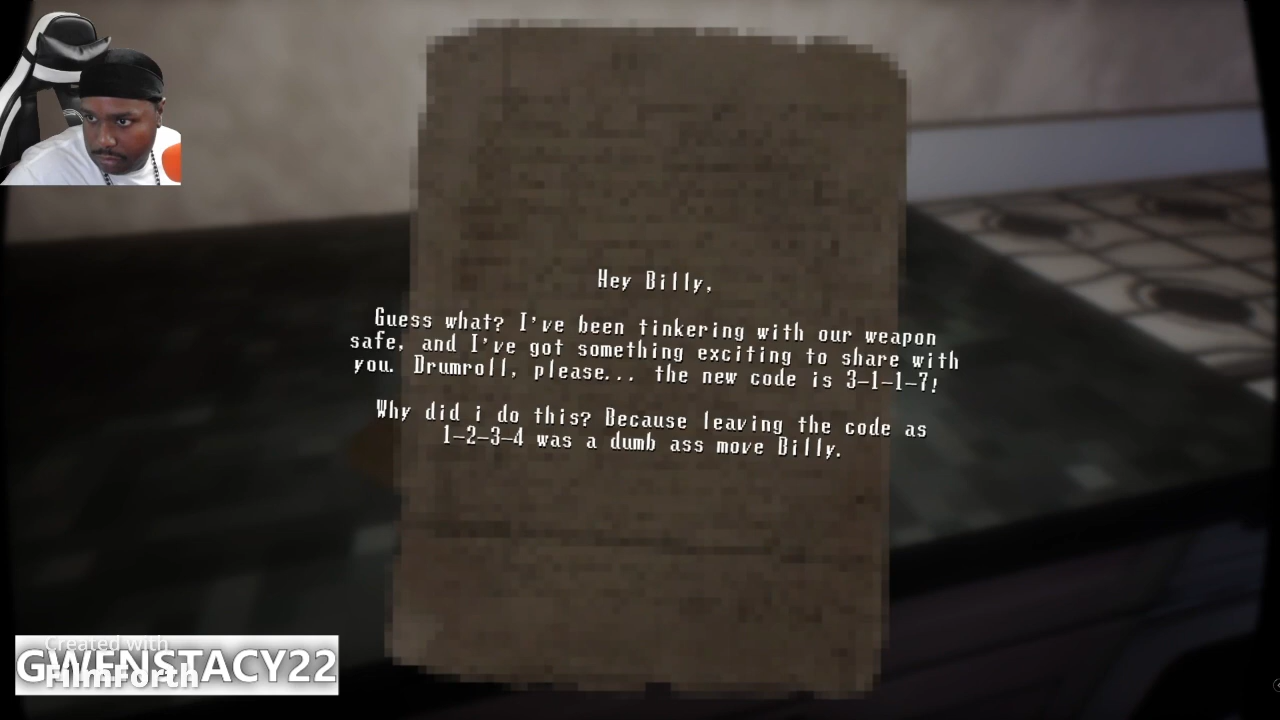 Hey Billy,
Guess what? I've been tinkering with our weapon
safe, and I've got something exciting to share with
you. Drumroll, please... the new code is 3-1-1-7!
Why did i do this? Because leaving the code as
1-2-3-4 was a dumb ass move Billy.
Created with
GWENSTACY22
FilmForth